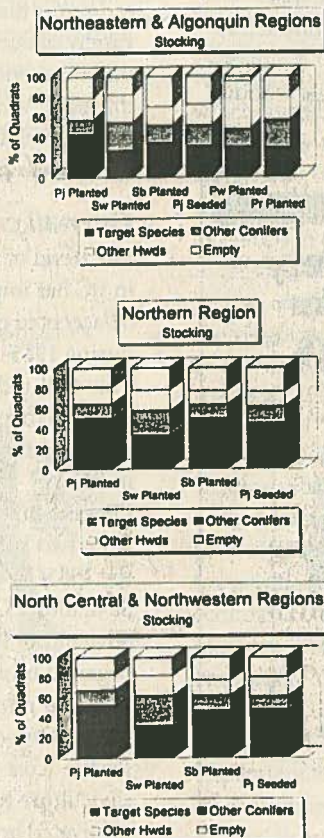 Northeastern & Algonquin Regions
Stocking
% of Quadrats
100
80
60
40
20
0
Pj Planted Sb Planted Pw Planted
Sw Planted Pj Seeded Pr Planted
Target Species Other Conifers
Other Hwds Empty
Northern Region
Stocking
% of Quadrats
100
80
60
40
20
0
Pj Planted Sb Planted
Sw Planted Pj Seeded
Target Species Other Conifers
Other Hwds Empty
North Central & Northwestern Regions
Stocking
% of Quadrats
100
80
60
40
20
0
Pj Planted Sb Planted
Sw Planted Pj Seeded
Target Species Other Conifers
Other Hwds Empty